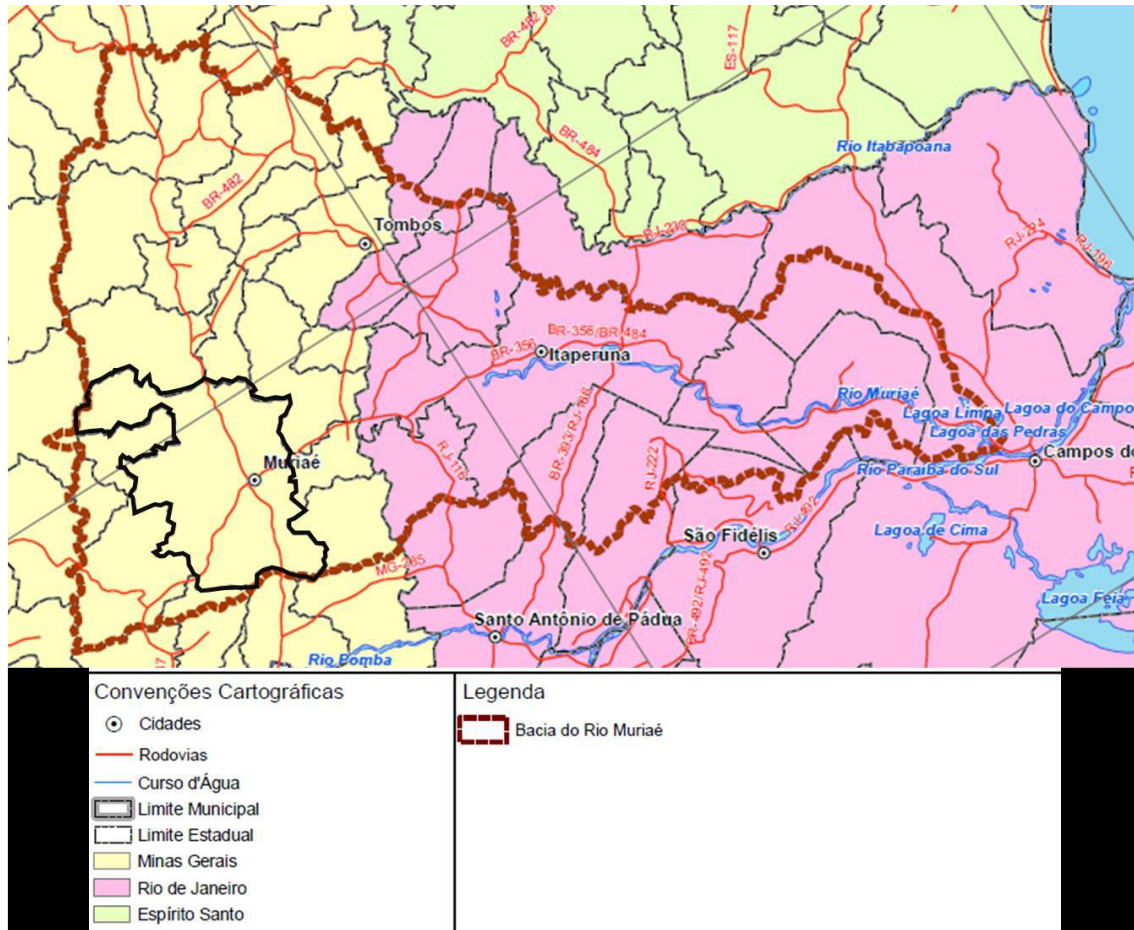 BR-482
BR-482
ES-117
Rio Itabapoana
BR-484
RJ-230
RJ-224
RJ-196
Tombos
BR-356/BR-484
BR-356
Itaperuna
Rio Muriaé
Lagoa Limpa
Lagoa do Campo
Lagoa das Pedras
Campos do
Muriaé
RJ-116
BR-393/RJ-186
RJ-222
Rio Paraíba do Sul
RJ-492
São Fidélis
Lagoa de Cima
MG-285
BR-492/RJ-492
Lagoa Feia
Santo Antônio de Pádua
Rio Pomba
Convenções Cartográficas
Cidades
Rodovias
Curso d'Água
Limite Municipal
Limite Estadual
Minas Gerais
Rio de Janeiro
Espírito Santo
Legenda
Bacia do Rio Muriaé